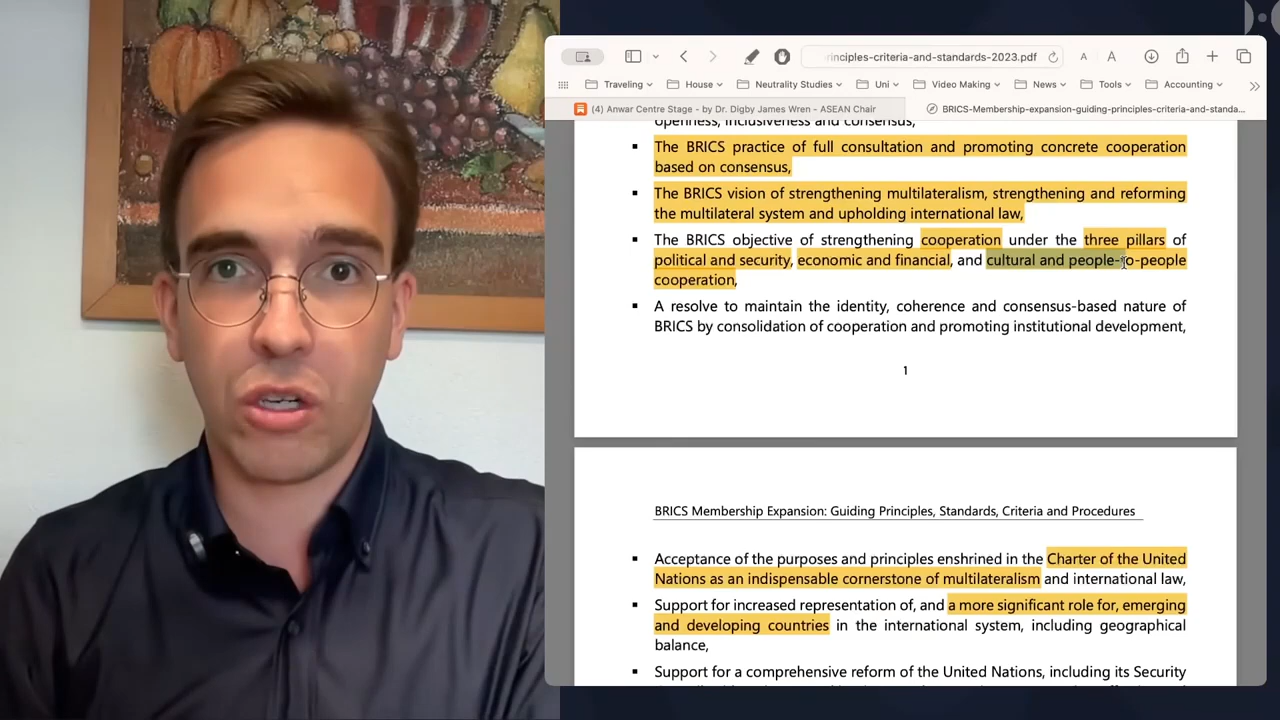 rinciples-criteria-and-standards-2023.pdf
A A
Traveling House Neutrality Studies Uni Video Making News Tools Accounting
(4) Anwar Centre Stage - by Dr. Digby James Wren - ASEAN Chair
BRICS-Membership-expansion-guiding-principles-criteria-and-standa...
openness, inclusiveness and consensus,
▪ The BRICS practice of full consultation and promoting concrete cooperation
based on consensus,
▪ The BRICS vision of strengthening multilateralism, strengthening and reforming
the multilateral system and upholding international law,
▪ The BRICS objective of strengthening cooperation under the three pillars of
political and security, economic and financial, and cultural and people-to-people
cooperation,
▪ A resolve to maintain the identity, coherence and consensus-based nature of
BRICS by consolidation of cooperation and promoting institutional development,
1
BRICS Membership Expansion: Guiding Principles, Standards, Criteria and Procedures
▪ Acceptance of the purposes and principles enshrined in the Charter of the United
Nations as an indispensable cornerstone of multilateralism and international law,
▪ Support for increased representation of, and a more significant role for, emerging
and developing countries in the international system, including geographical
balance,
▪ Support for a comprehensive reform of the United Nations, including its Security